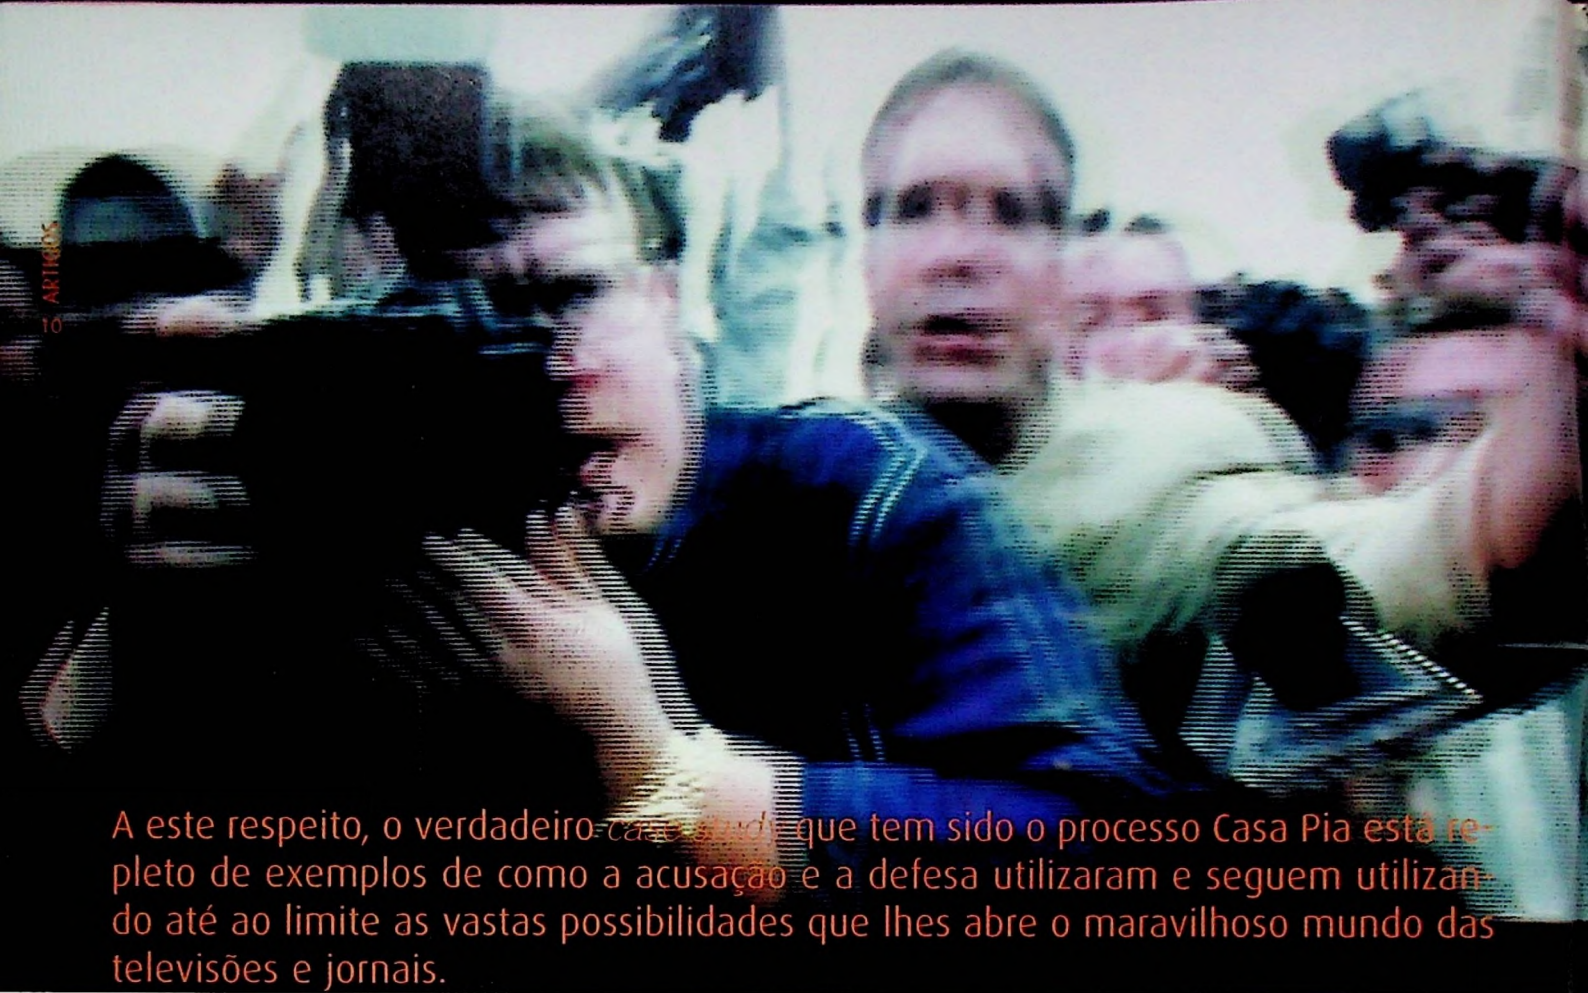 ARTIGOS
10
A este respeito, o verdadeiro case study que tem sido o processo Casa Pia está re-
pleto de exemplos de como a acusação e a defesa utilizaram e seguem utilizan-
do até ao limite as vastas possibilidades que lhes abre o maravilhoso mundo das
televisões e jornais.